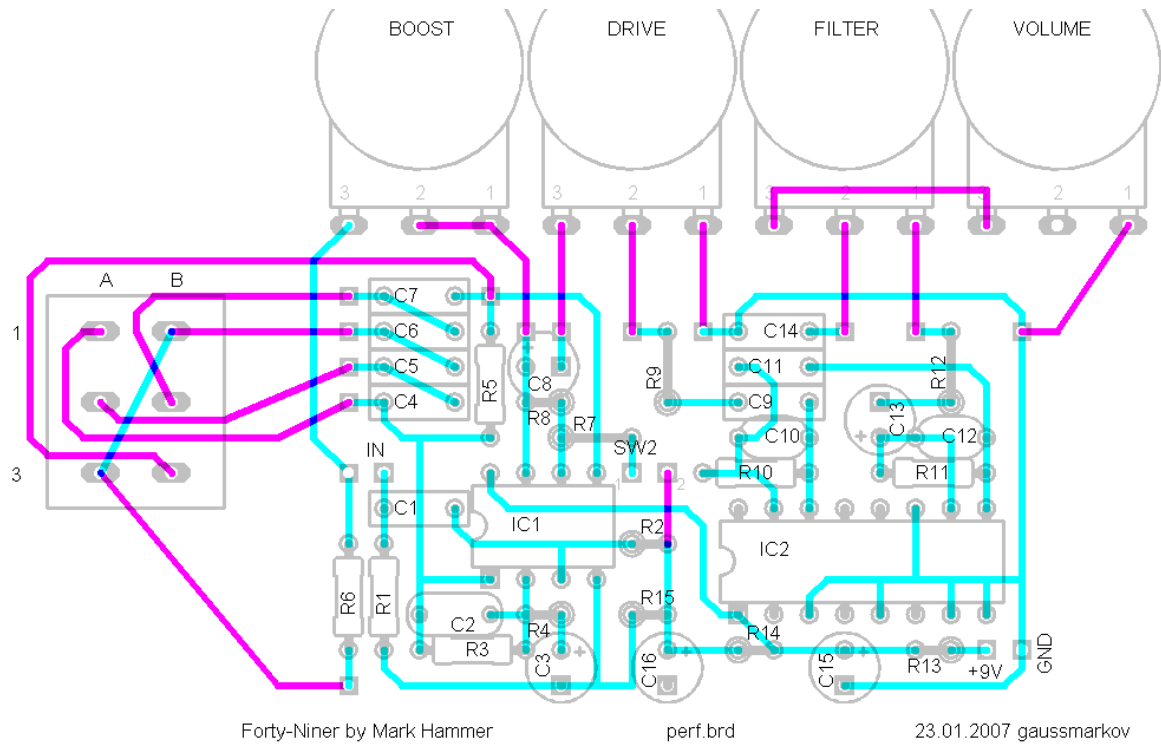 BOOST DRIVE FILTER VOLUME
3 2 1 3 2 1 3 2 1 3 2 1
A B
C7
1 C6 C14
C5 C11
C8 R9 R12
C4 R5 C9
R8 C13
R7 C10 C12
IN SW2
3 1 2 R10 R11
C1
IC1 R2
IC2
R6 R1 R15
C2 R4 R14
R3 C3 C16 C15 R13 GND
+ + + +9V
Forty-Niner by Mark Hammer perf.brd 23.01.2007 gaussmarkov